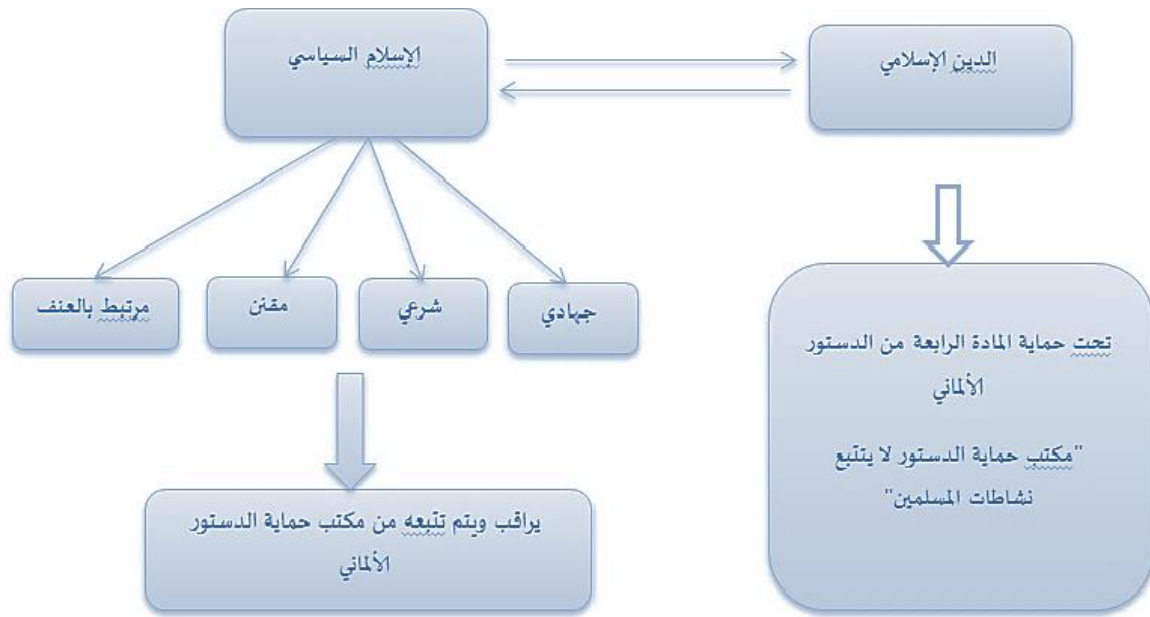 الدين الإسلامي
الإسلام السياسي
جهادي
شرعي
مقنن
مرتبط بالعنف
تحت حماية المادة الرابعة من الدستور
الألماني
"مكتب حماية الدستور لا يتتبع
نشاطات المسلمين"
يراقب ويتم تتبعه من مكتب حماية الدستور
الألماني